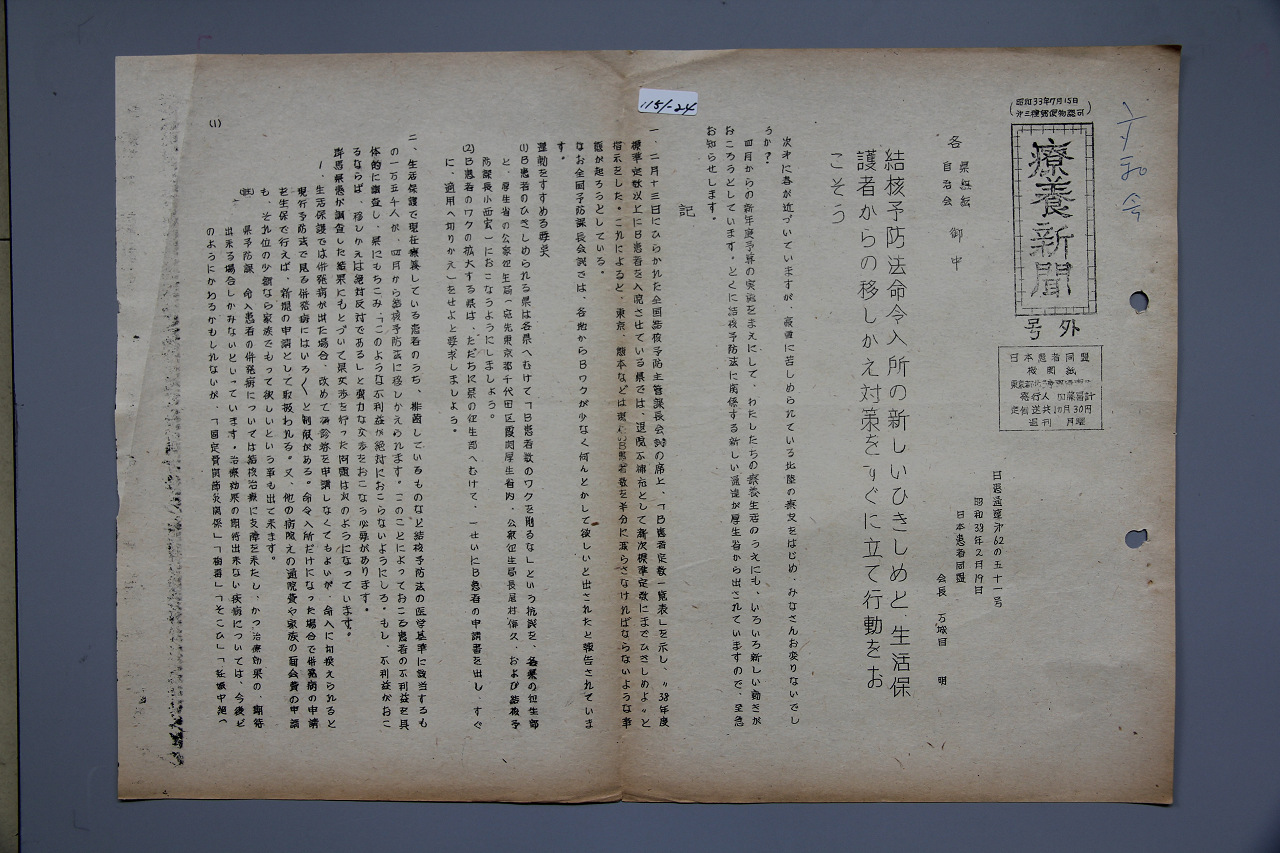 115/-24
(昭和33年7月15日
第三種郵便物認可)
療養新聞
号外
日本患者同盟
機関紙
週刊 月曜
日患盟連第62の五十一号
昭和38年2月19日
日本患者同盟
会長 万城目 明
各 県患組 自治会 御中
結核予防法命令入所の新しいひきしめと、生活保
護者からの移しかえ対策をすぐに立て行動をお
こそう
次オに春が近づいていますが、豪雪に苦しめられている北陸の療友をはじめ、みなさんお変りないでし
ょうか?
四月からの新年度予算の実施をまえにして、わたしたちの療養生活のうえにも、いろいろ新しい動きが
おころうとしています。とくに結核予防法に関係する新しい通達が厚生省から出されていますので、至急
お知らせします。
記
一、二月十三日にひらかれた全国結核予防主管課長会議の席上、「B患者定数一覧表」を示し、〃38年度
標準定数以上にB患者を入院させている県では、退院不補充として漸次標準定数にまでひきしめよ〃と
指示をした。これによると、東京、熊本などは現在のB患者数を半分に減らさなければならないような事
態が起ろうとしている。
なお全国予防課長会議では、各地からBワクが少なく何んとかして欲しいと出されたと報告されていま
す。
運動をすすめる要求
(1)B患者のひきしめられる県は各県へむけて「B患者数のワクを削るな」という抗議を、各県の衛生部
と、厚生省の公衆衛生局(宛先東京都千代田区霞関厚生省内、公衆衛生局長尾村偉久、および結核予
防課長小西宏)におこなうようにしましょう。
(2)B患者のワクの拡大する県は、ただちに県の衛生部へむけて、一せいにB患者の申請書を出し、すぐ
に、適用へ切りかえ」をせよと要求しましょう。
二、生活保護で現在療養している患者のうち、排菌しているものなど結核予防法の医学基準に該当するも
の一万五千人が、四月から結核予防法に移しかえられます。このことによっておこる患者の不利益を具
体的に調査し、県にもちこみ「このような不利益が絶対におこらないようにしろ。もし、不利益がおこ
るならば、移しかえは絶対反対である」と強力な交渉をおこなう必要があります。
群馬県患が調査した結果にもとづいて県交渉を行った問題は次のようになっています。
1、生活保護では併発病が出た場合、改めて診察券を申請しなくてもよいが、命入に切換えられると
現行予防法で見る併発病にはいろ〱と制限がある。命令入所だけになった場合で併発病の申請
を生保で行えば、新規の申請として取扱われる。又、他の病院えの通院費や家族の面会費の申請
も、それ位の少額なら家族でもって欲しいという事も出て来ます。
(註) 県予防課 命入患者の併発病については結核治療に支障を来たし、かつ治療効果の、期待
出来る場合しかみないといっています。治療効果の期待出来ない疾病については、今後ど
のようにかわるかもしれないが、「国定費関節炎関係」「梅毒」「そこひ」「妊娠中絶」
(1)